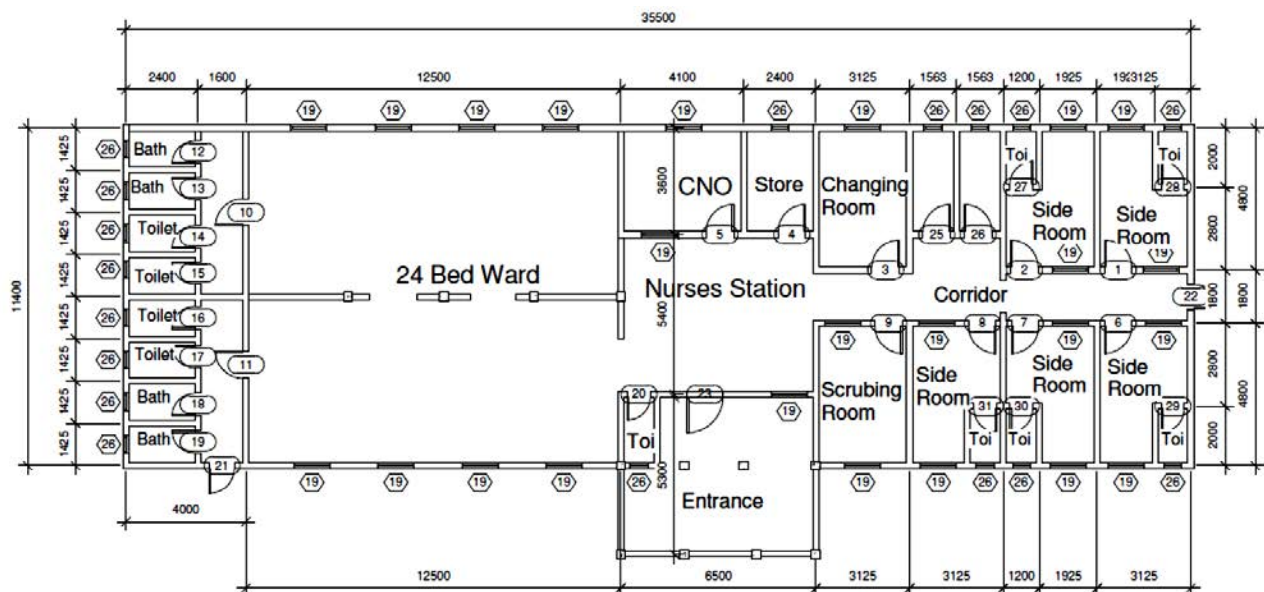 35500
2400 1600 12500 4100 2400 3125 1563 1563 1200 1925 3125
19 19 19 19 19 26 19 26 26 26 19 19 26
11400
1425 26 Bath 12
1425 26 Bath 13
1425 26 Toilet 14
1425 26 Toilet 15
1425 26 Toilet 16
1425 26 Toilet 17
1425 26 Bath 18
1425 26 Bath 19
10
11
21
24 Bed Ward
3600
CNO
5
Store
4
Changing
Room
3
25 26
Toi
27
Side
Room
19
2
Toi
28
Side
Room
19
1
2000
2800
4800
19
Nurses Station
5400
Corridor
22
1800 1800
9
19
Scrubing
Room
8
19
Side
Room
31
Toi
7
19
Side
Room
30
Toi
6
19
Side
Room
29
Toi
2800
2000
4800
20
Toi
23
19
5300
Entrance
19 19 19 19 26 19 19 26 26 19 19 26
4000
12500 6500 3125 3125 1200 1925 3125